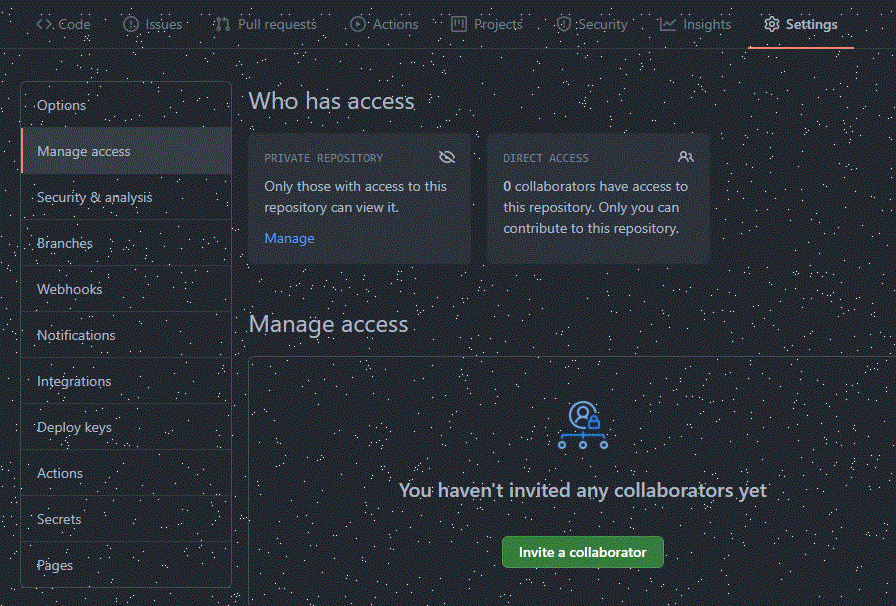 Code Issues Pull requests Actions Projects Security Insights Settings
Options
Manage access
Security & analysis
Branches
Webhooks
Notifications
Integrations
Deploy keys
Actions
Secrets
Pages
Who has access
PRIVATE REPOSITORY
Only those with access to this
repository can view it.
Manage
DIRECT ACCESS
0 collaborators have access to
this repository. Only you can
contribute to this repository.
Manage access
You haven't invited any collaborators yet
Invite a collaborator